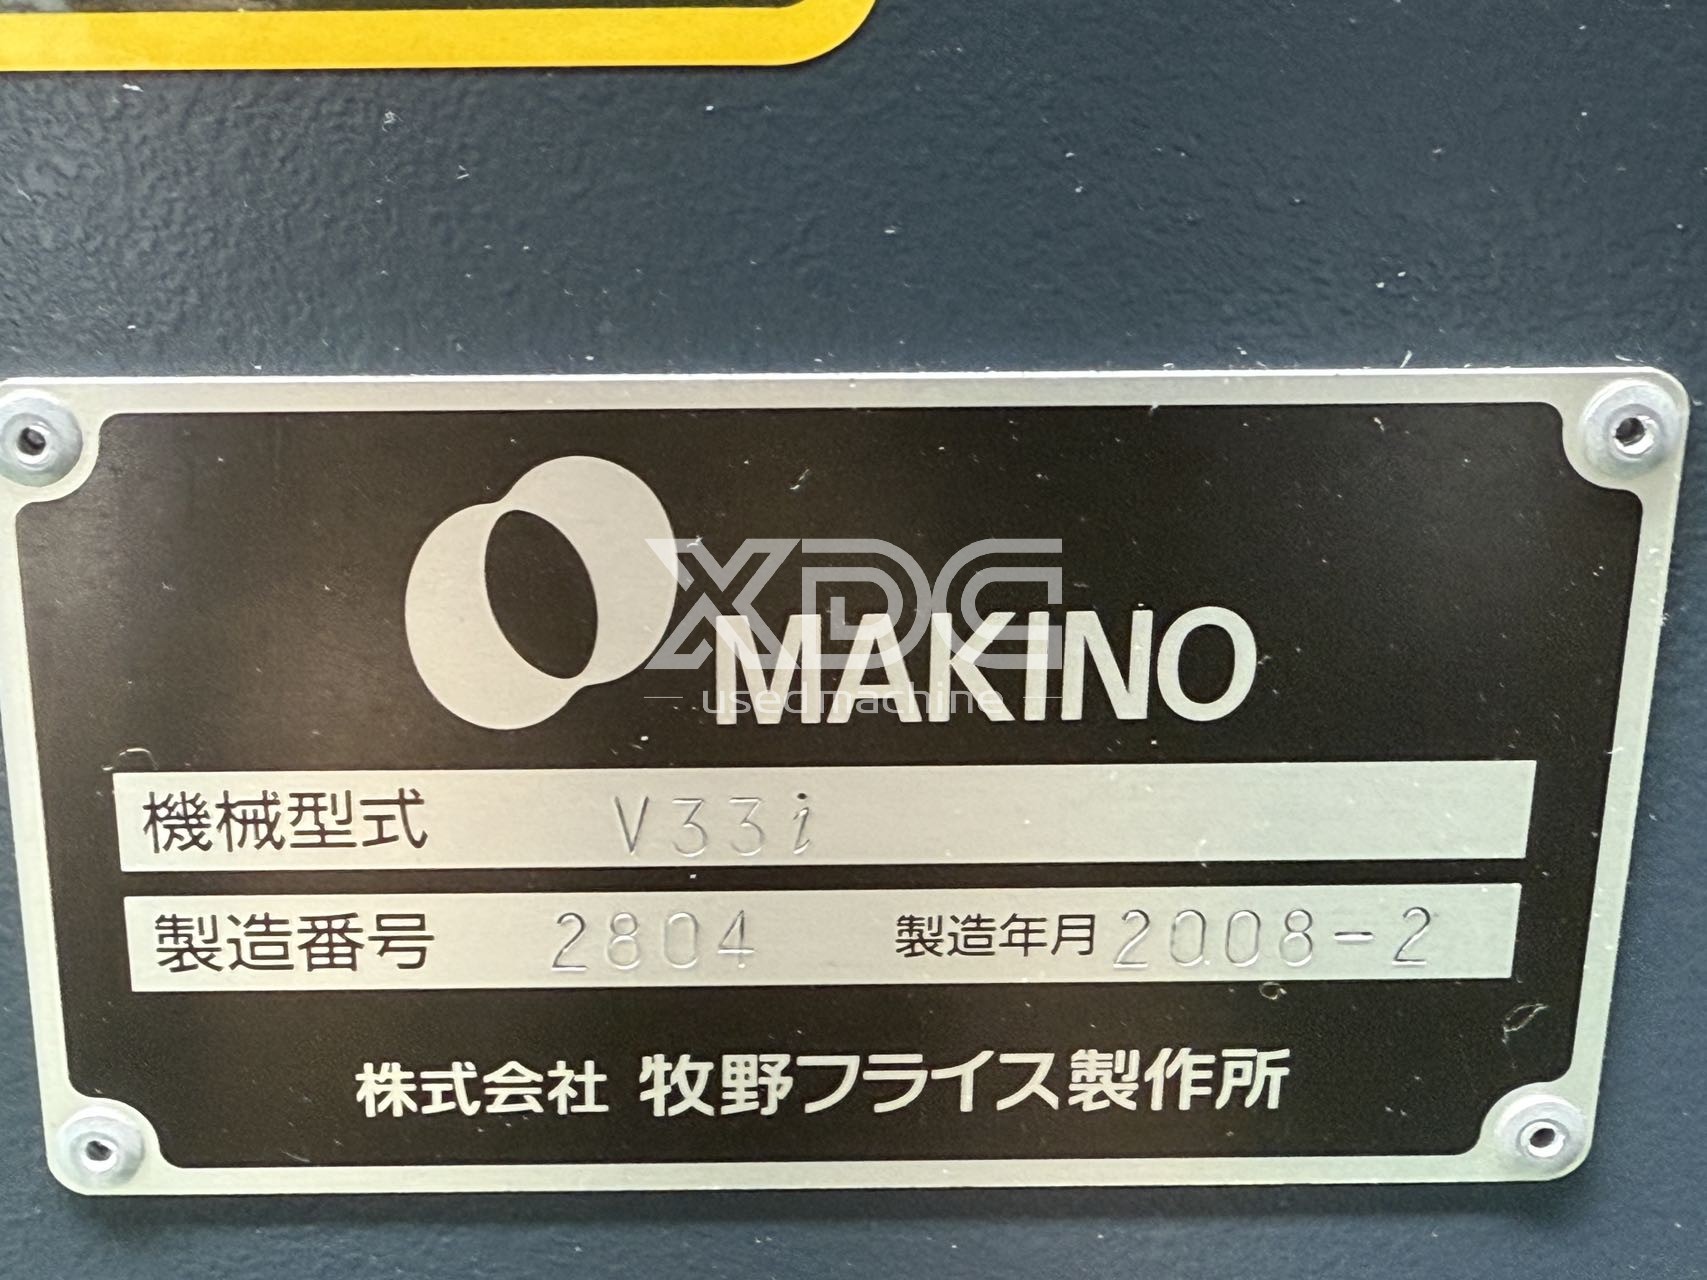 XDC
MAKINO
used machine
機械型式 V33i
製造番号 2804 製造年月 2008-2
株式会社 牧野フライス製作所